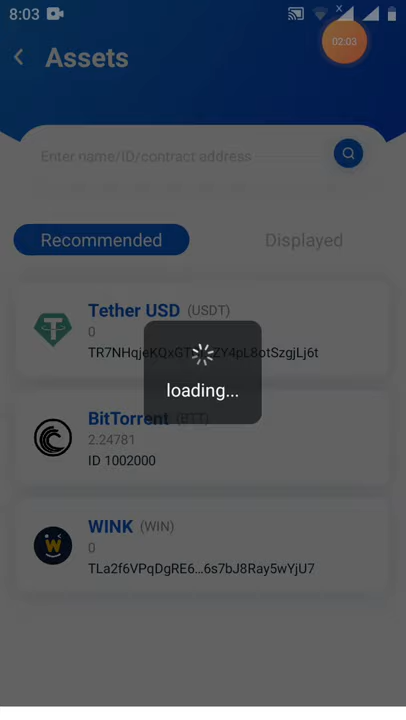 8:03
x
02:03
Assets
Enter name/ID/contract address
Recommended
Displayed
Tether USD (USDT)
0
loading...
BitTorrent (BTT)
2.24781
ID 1002000
WINK (WIN)
0
TLa2f6VPqDgRE6…6s7bJ8Ray5wYjU7